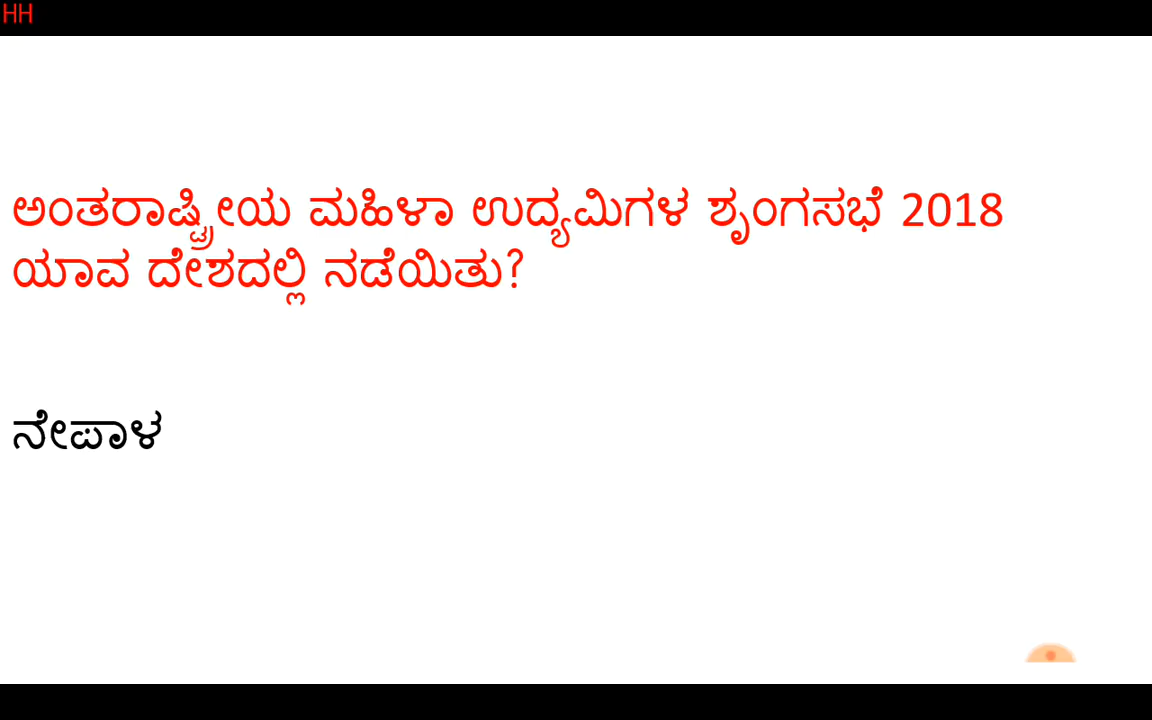 HH
ಅಂತರಾಷ್ಟ್ರೀಯ ಮಹಿಳಾ ಉದ್ಯಮಿಗಳ ಶೃಂಗಸಭೆ 2018
ಯಾವ ದೇಶದಲ್ಲಿ ನಡೆಯಿತು?
ನೇಪಾಳ